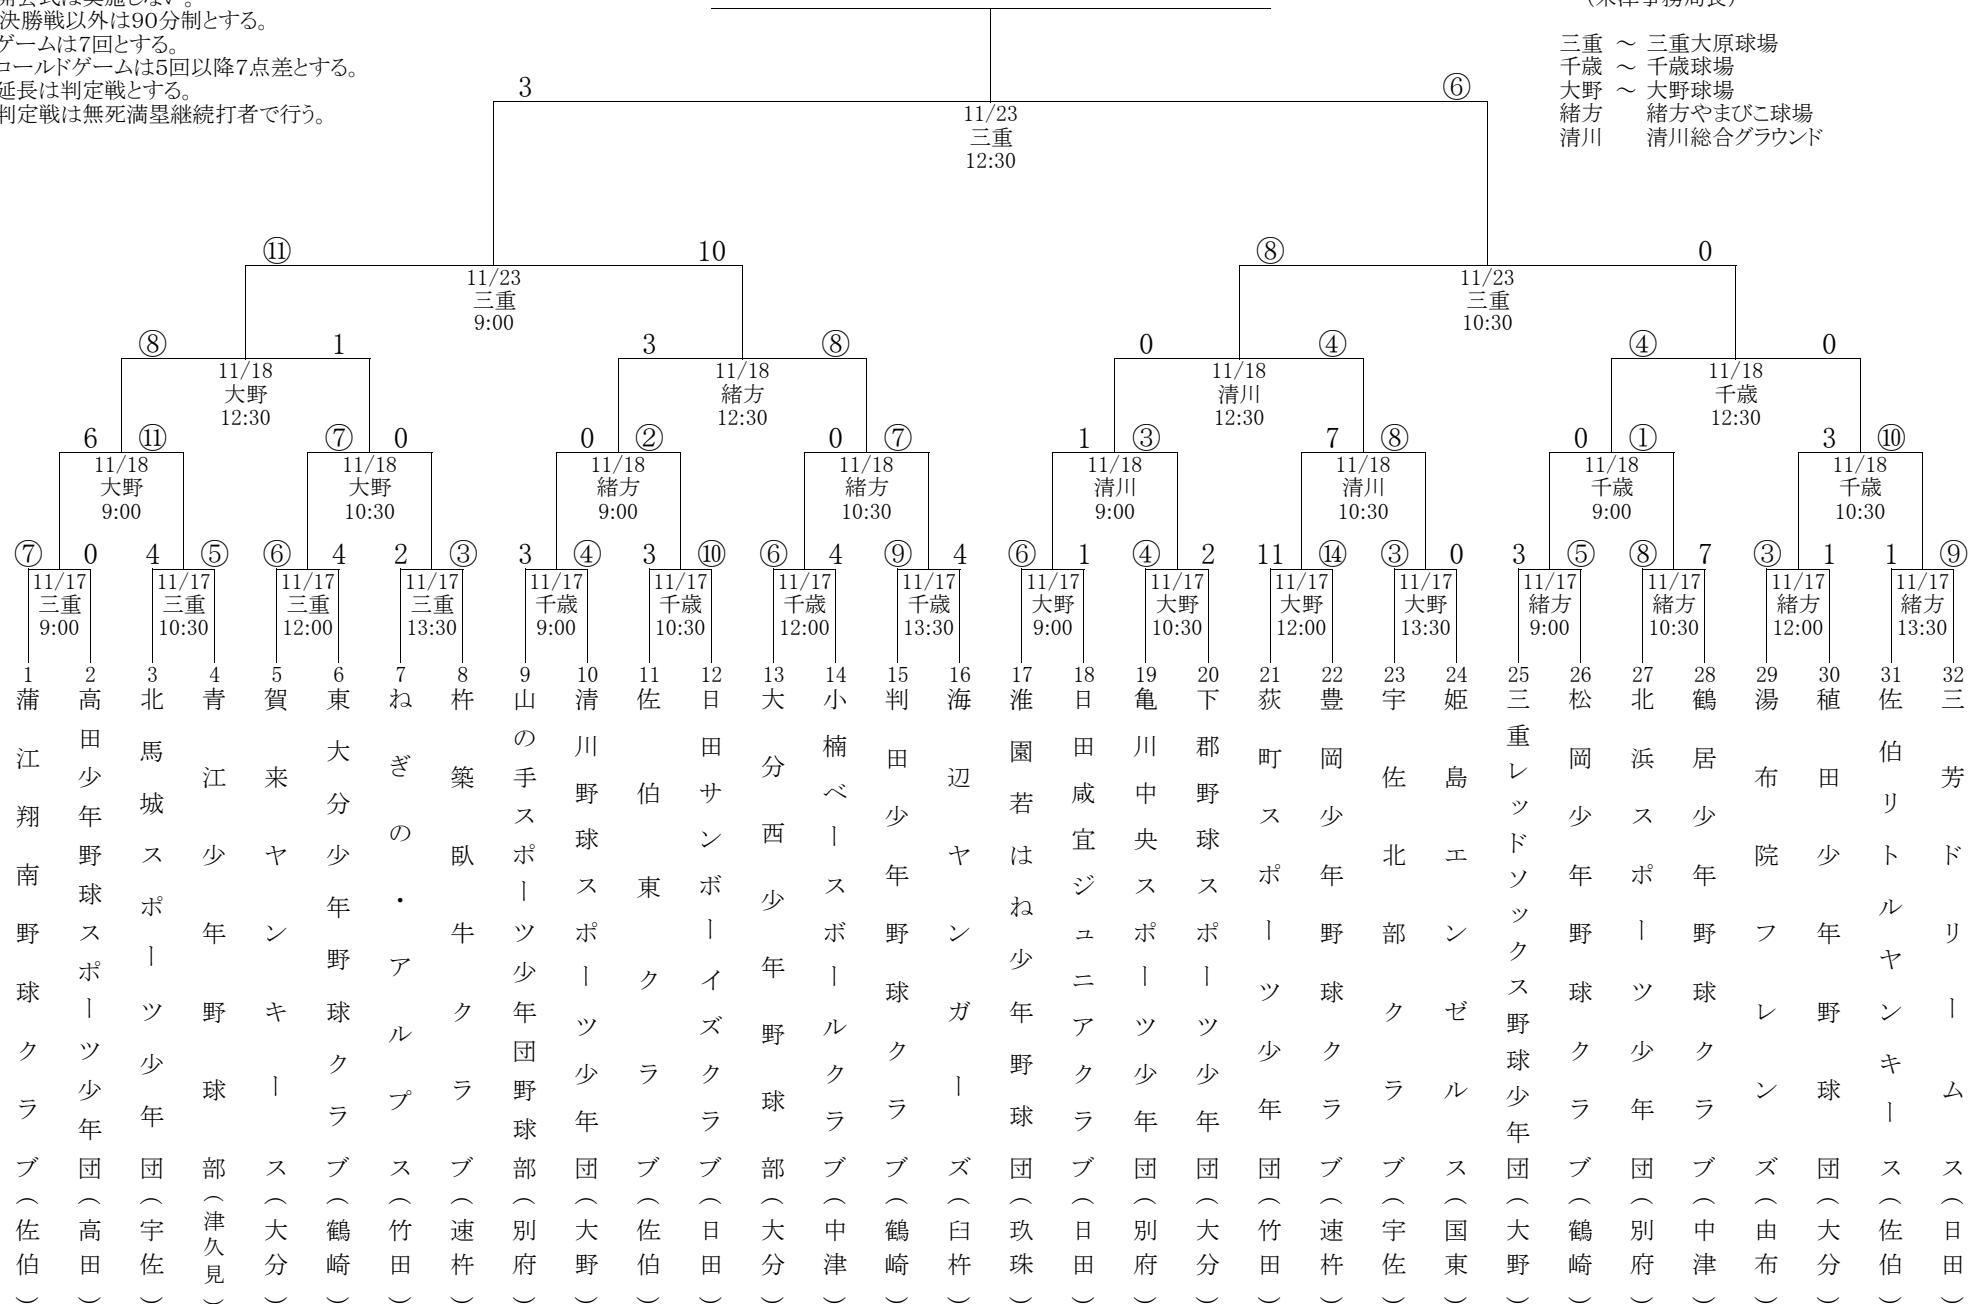 決勝戦以外は90分制とする。
ゲームは7回とする。
コールドゲームは5回以降7点差とする。
延長は判定戦とする。
判定戦は無死満塁継続打者で行う。
三重 ～ 三重大原球場
千歳 ～ 千歳球場
大野 ～ 大野球場
緒方 緒方やまびこ球場
清川 清川総合グラウンド
3 ⑥
11/23
三重
12:30
⑪ 10 ⑧ 0
11/23 11/23
三重 三重
9:00 10:30
⑧ 1 3 ⑧ 0 ④ ④ 0
11/18 11/18 11/18 11/18
大野 緒方 清川 千歳
12:30 12:30 12:30 12:30
6 ⑪ ⑦ 0 0 ② 0 ⑦ 1 ③ 7 ⑧ 0 ① 3 ⑩
11/18 11/18 11/18 11/18 11/18 11/18 11/18 11/18
大野 大野 緒方 緒方 清川 清川 千歳 千歳
9:00 10:30 9:00 10:30 9:00 10:30 9:00 10:30
⑦ 0 4 ⑤ ⑥ 4 2 ③ 3 ④ 3 ⑩ ⑥ 4 ⑨ 4 ⑥ 1 ④ 2 11 ⑭ ③ 0 3 ⑤ ⑧ 7 ③ 1 1 ⑨
11/17 11/17 11/17 11/17 11/17 11/17 11/17 11/17 11/17 11/17 11/17 11/17 11/17 11/17 11/17 11/17
三重 三重 三重 三重 千歳 千歳 千歳 千歳 大野 大野 大野 大野 緒方 緒方 緒方 緒方
9:00 10:30 12:00 13:30 9:00 10:30 12:00 13:30 9:00 10:30 12:00 13:30 9:00 10:30 12:00 13:30
1 蒲江翔南野球クラブ(佐伯)
2 高田少年野球スポーツ少年団(高田)
3 北馬城スポーツ少年団(宇佐)
4 青江少年野球部(津久見)
5 賀来ヤンキース(大分)
6 東大分少年野球クラブ(鶴崎)
7 ねぎの・アルプス(竹田)
8 杵築臥牛クラブ(速杵)
9 山の手スポーツ少年団野球部(別府)
10 清川野球スポーツ少年団(大野)
11 佐伯東クラブ(佐伯)
12 日田サンボーイズクラブ(日田)
13 大分西少年野球部(大分)
14 小楠ベースボールクラブ(中津)
15 判田少年野球クラブ(鶴崎)
16 海辺ヤンガーズ(臼杵)
17 淮園若はね少年野球団(玖珠)
18 日田咸宜ジュニアクラブ(日田)
19 亀川中央スポーツ少年団(別府)
20 下郡野球スポーツ少年団(大分)
21 荻町スポーツ少年団(竹田)
22 豊岡少年野球クラブ(速杵)
23 宇佐北部クラブ(宇佐)
24 姫島エンゼルス(国東)
25 三重レッドソックス野球少年団(大野)
26 松岡少年野球クラブ(鶴崎)
27 北浜スポーツ少年団(別府)
28 鶴居少年野球クラブ(中津)
29 湯布院フレンズ(由布)
30 稙田少年野球団(大分)
31 佐伯リトルヤンキース(佐伯)
32 三芳ドリームス(日田)